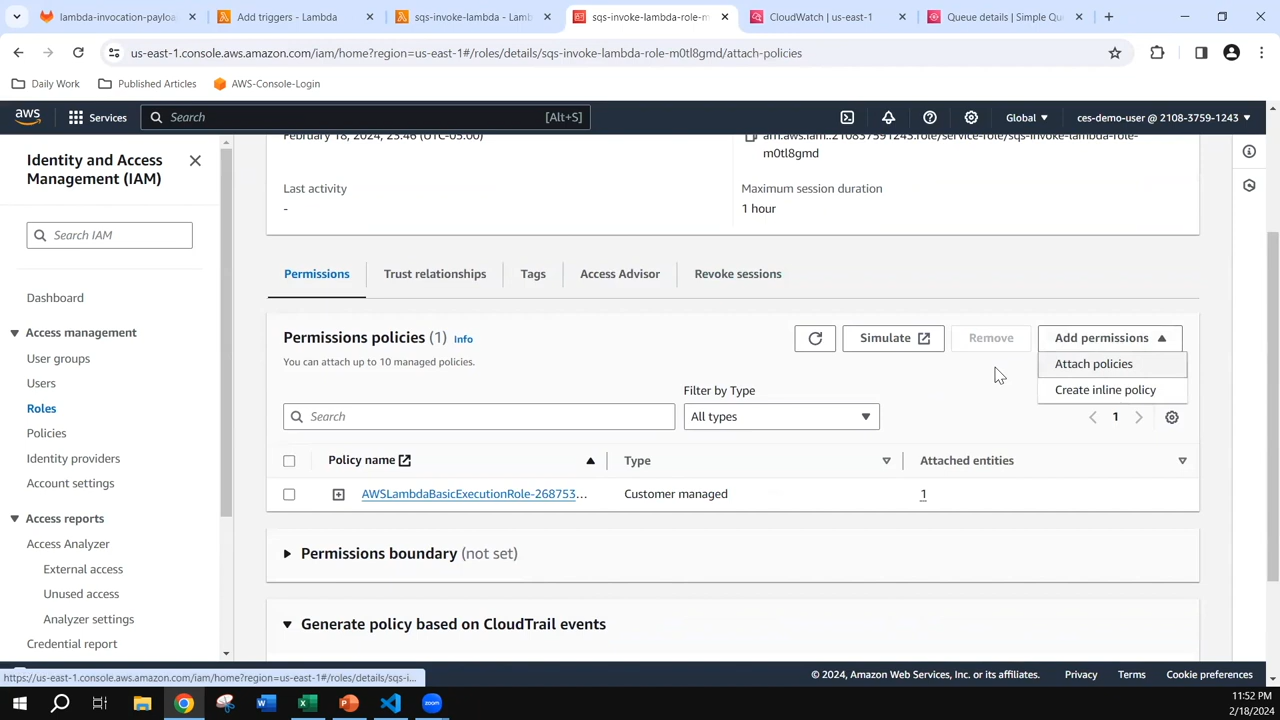 lambda-invocation-payload
Add triggers - Lambda
sqs-invoke-lambda - Lamb
sqs-invoke-lambda-role-m
CloudWatch | us-east-1
Queue details | Simple Que
us-east-1.console.aws.amazon.com/iam/home?region=us-east-1#/roles/details/sqs-invoke-lambda-role-m0tl8gmd/attach-policies
Daily Work
Published Articles
AWS-Console-Login
aws
Services
Search
[Alt+S]
Global
ces-demo-user @ 2108-3759-1243
Identity and Access
Management (IAM)
Search IAM
Dashboard
Access management
User groups
Users
Roles
Policies
Identity providers
Account settings
Access reports
Access Analyzer
External access
Unused access
Analyzer settings
Credential report
February 18, 2024, 23:46 (UTC-05:00)
arn:aws:iam::210837591243:role/sqs-invoke-lambda-role-
m0tl8gmd
Last activity
-
Maximum session duration
1 hour
Permissions
Trust relationships
Tags
Access Advisor
Revoke sessions
Permissions policies (1) Info
You can attach up to 10 managed policies.
Simulate
Remove
Add permissions
Attach policies
Create inline policy
Filter by Type
Search
All types
1
Policy name
Type
Attached entities
AWSLambdaBasicExecutionRole-268753...
Customer managed
1
Permissions boundary (not set)
Generate policy based on CloudTrail events
https://us-east-1.console.aws.amazon.com/iam/home?region=us-east-1#/roles/details/sqs-i...
© 2024, Amazon Web Services, Inc. or its affiliates.
Privacy
Terms
Cookie preferences
zoom
11:52 PM
2/18/2024